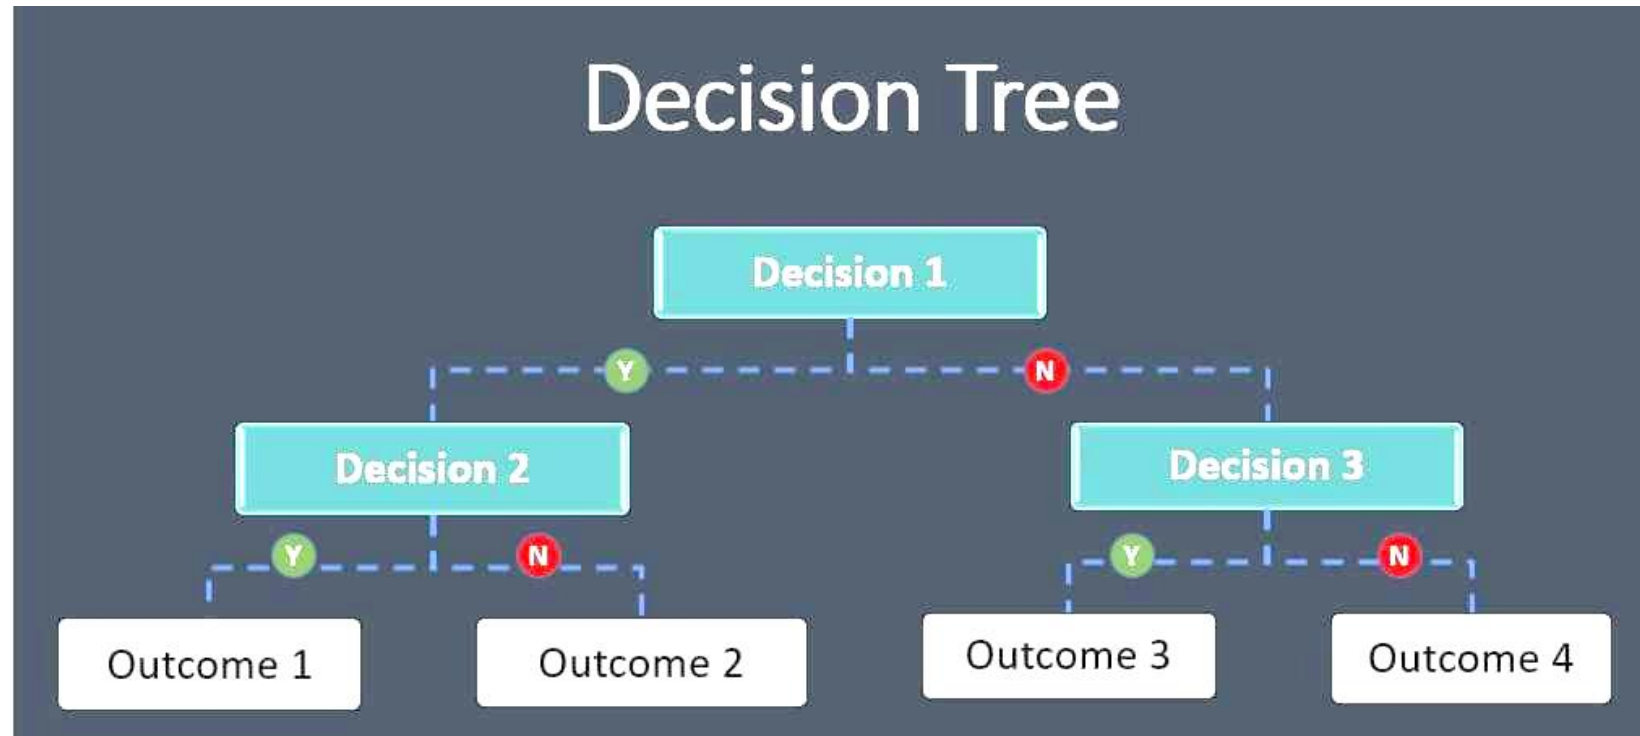 Decision Tree
Decision 1
Y
N
Decision 2
Decision 3
Y
N
Y
N
Outcome 1
Outcome 2
Outcome 3
Outcome 4